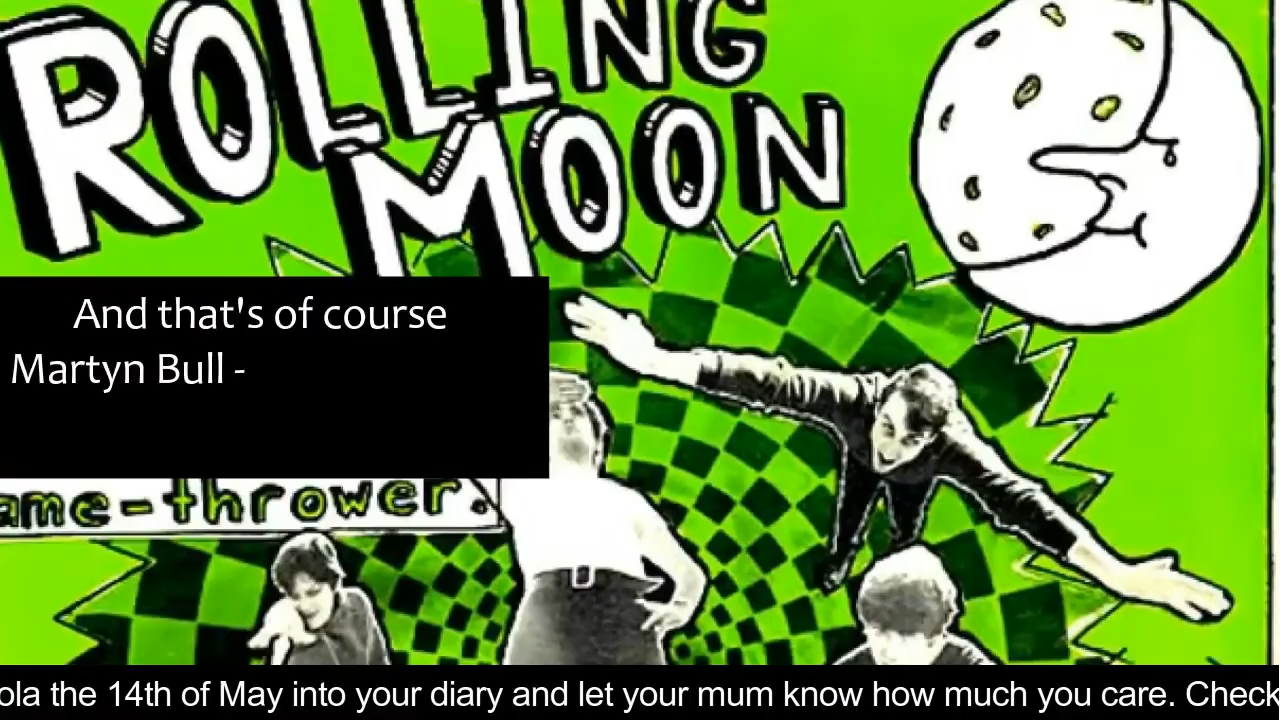 ROLLING
MOON
And that's of course
Martyn Bull -
ame-thrower.
ola the 14th of May into your diary and let your mum know how much you care. Check